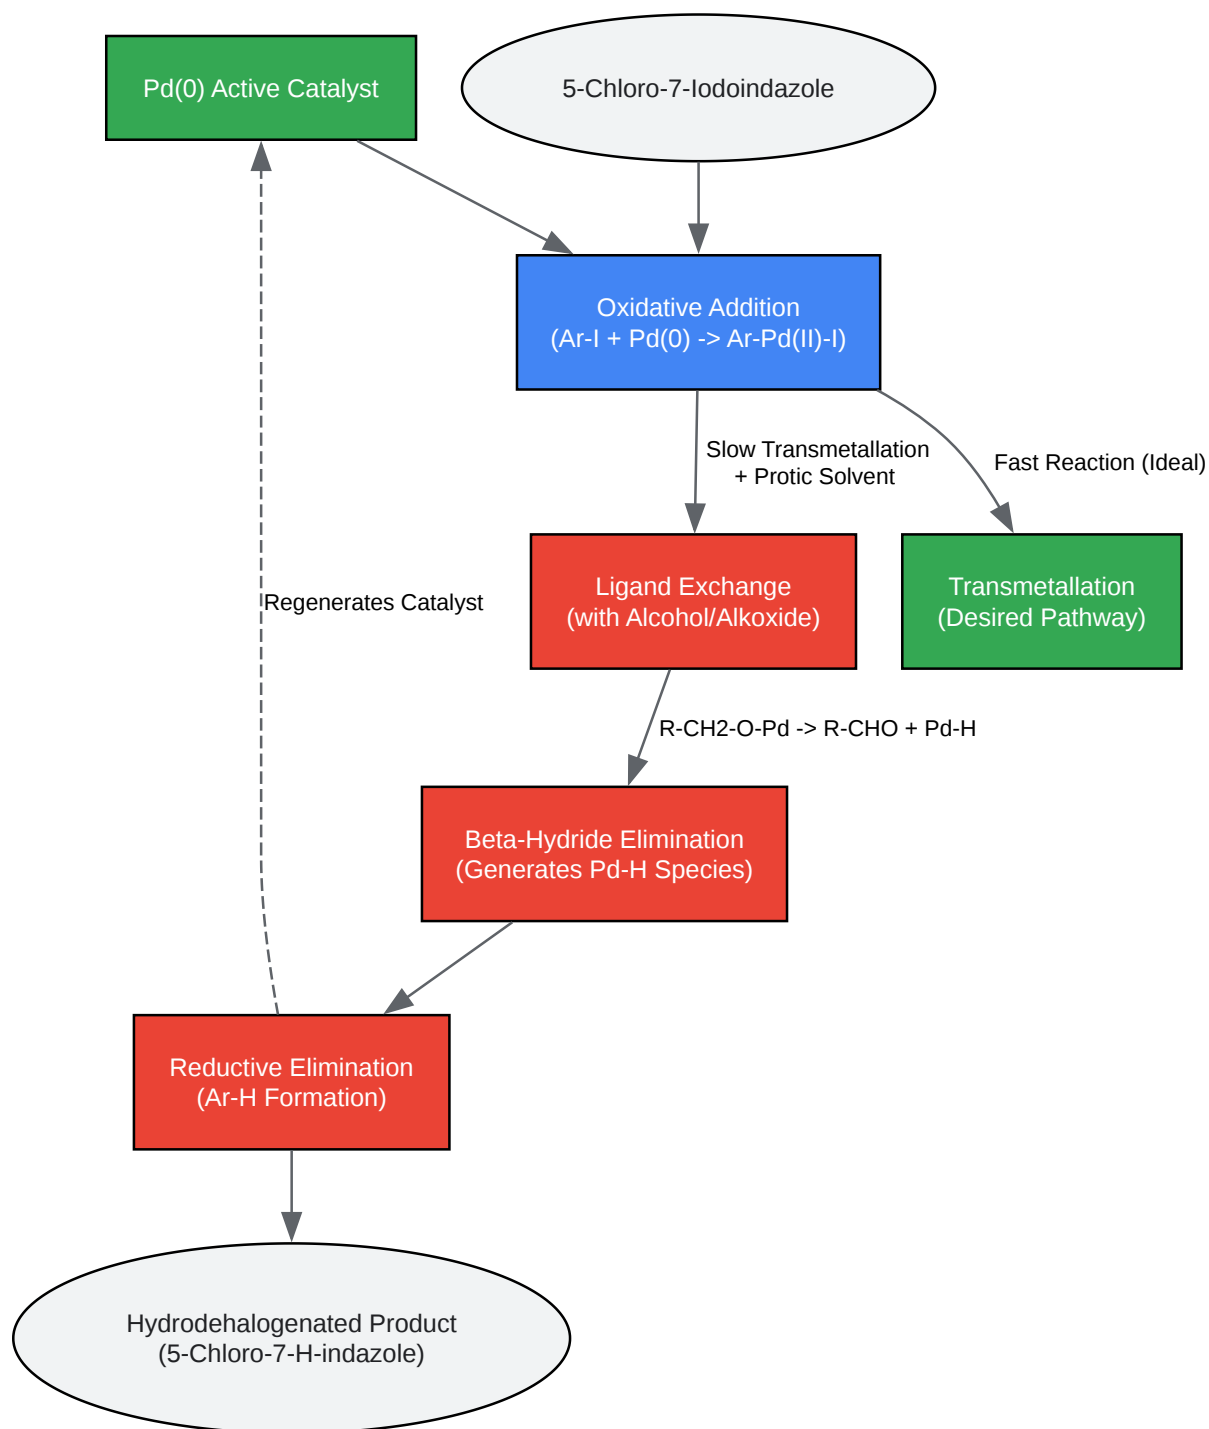 Pd(0) Active Catalyst
5-Chloro-7-Iodoindazole
Oxidative Addition
(Ar-I + Pd(0) -> Ar-Pd(II)-I)
Slow Transmetallation
+ Protic Solvent
Fast Reaction (Ideal)
Ligand Exchange
(with Alcohol/Alkoxide)
Transmetallation
(Desired Pathway)
Regenerates Catalyst
R-CH2-O-Pd -> R-CHO + Pd-H
Beta-Hydride Elimination
(Generates Pd-H Species)
Reductive Elimination
(Ar-H Formation)
Hydrodehalogenated Product
(5-Chloro-7-H-indazole)